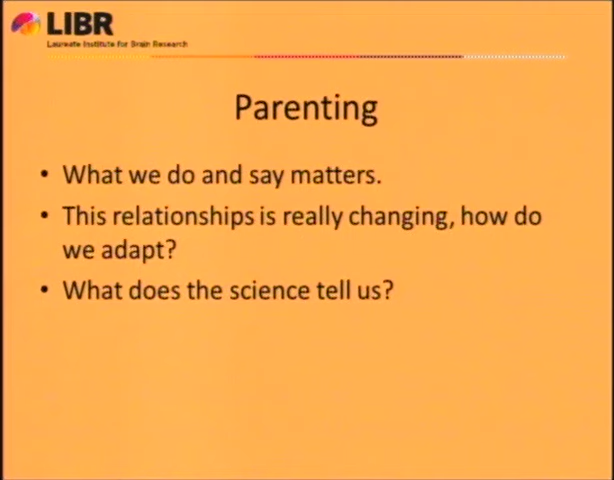 LIBR
Laureate Institute for Brain Research
Parenting
• What we do and say matters.
• This relationships is really changing, how do
we adapt?
• What does the science tell us?